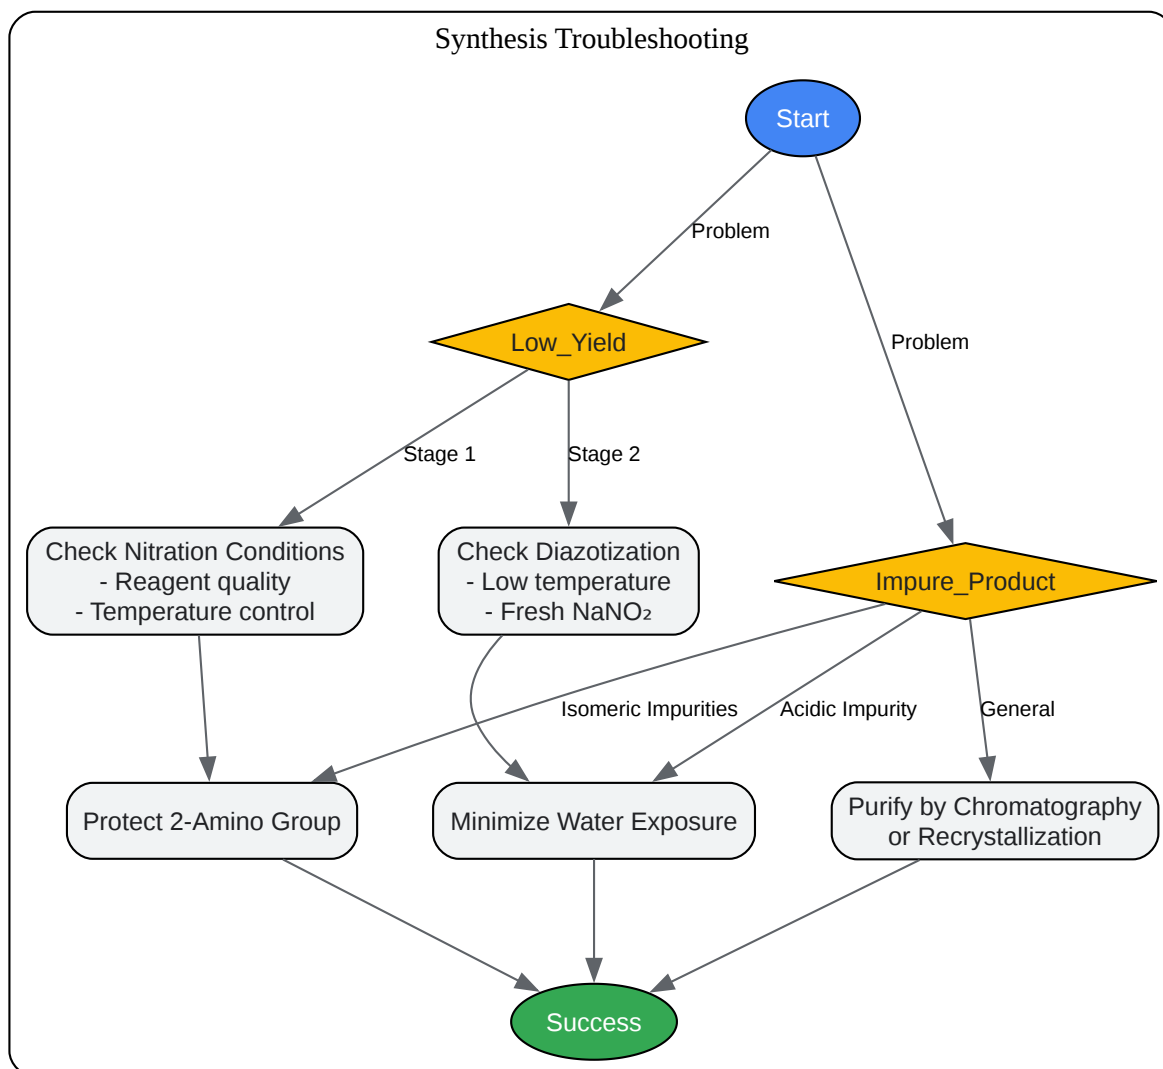 Synthesis Troubleshooting
Start
Problem
Problem
Low_Yield
Stage 1
Stage 2
Check Nitration Conditions
- Reagent quality
- Temperature control
Check Diazotization
- Low temperature
- Fresh NaNO₂
Impure_Product
Isomeric Impurities
Acidic Impurity
General
Protect 2-Amino Group
Minimize Water Exposure
Purify by Chromatography
or Recrystallization
Success